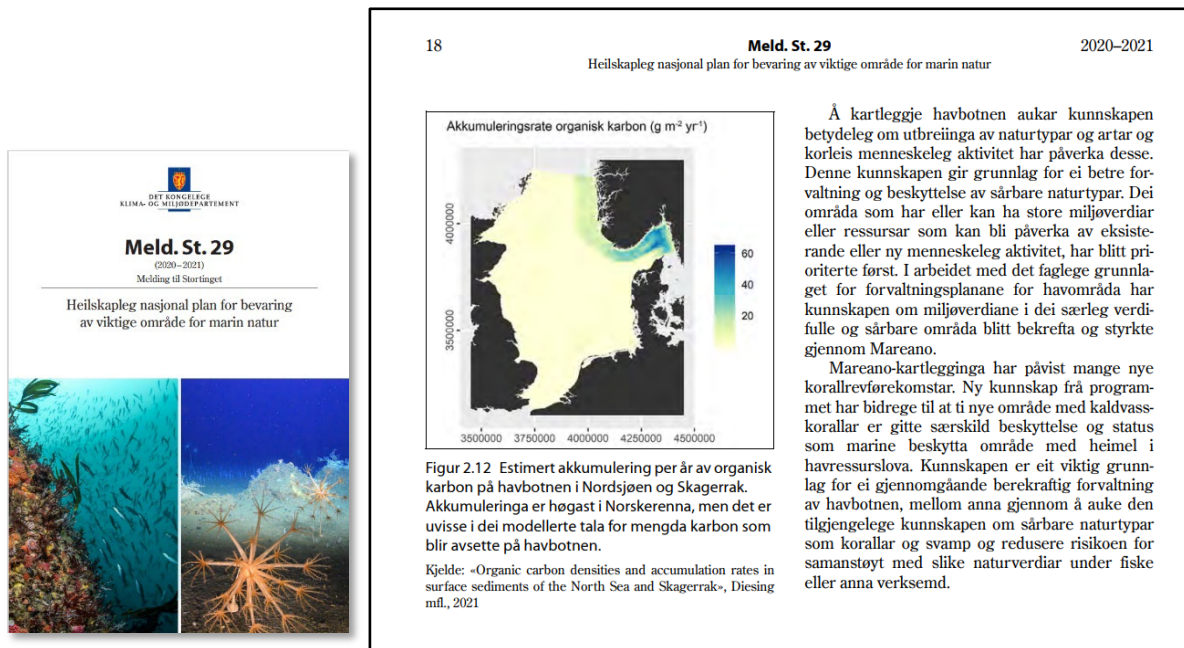 DET KONGELEGE
KLIMA- OG MILJØDEPARTEMENT
Meld. St. 29
(2020–2021)
Melding til Stortinget
Heilskapleg nasjonal plan for bevaring
av viktige område for marin natur
18
Meld. St. 29
2020–2021
Heilskapleg nasjonal plan for bevaring av viktige område for marin natur
Akkumuleringsrate organisk karbon (g m⁻² yr⁻¹)
4000000
3500000
3500000 3750000 4000000 4250000 4500000
60
40
20
Figur 2.12 Estimert akkumulering per år av organisk
karbon på havbotnen i Nordsjøen og Skagerrak.
Akkumuleringa er høgast i Norskerenna, men det er
uvisse i dei modellerte tala for mengda karbon som
blir avsette på havbotnen.
Kjelde: «Organic carbon densities and accumulation rates in
surface sediments of the North Sea and Skagerrak», Diesing
mfl., 2021
Å kartleggje havbotnen aukar kunnskapen
betydeleg om utbreiinga av naturtypar og artar og
korleis menneskeleg aktivitet har påverka desse.
Denne kunnskapen gir grunnlag for ei betre for-
valtning og beskyttelse av sårbare naturtypar. Dei
områda som har eller kan ha store miljøverdiar
eller ressursar som kan bli påverka av eksiste-
rande eller ny menneskeleg aktivitet, har blitt pri-
oriterte først. I arbeidet med det faglege grunnla-
get for forvaltningsplanane for havområda har
kunnskapen om miljøverdiane i dei særleg verdi-
fulle og sårbare områda blitt bekrefta og styrkte
gjennom Mareano.
Mareano-kartlegginga har påvist mange nye
korallrevførekomstar. Ny kunnskap frå program-
met har bidrege til at ti nye område med kaldvass-
korallar er gitte særskild beskyttelse og status
som marine beskytta område med heimel i
havressurslova. Kunnskapen er eit viktig grunn-
lag for ei gjennomgåande berekraftig forvaltning
av havbotnen, mellom anna gjennom å auke den
tilgjengelege kunnskapen om sårbare naturtypar
som korallar og svamp og redusere risikoen for
samanstøyt med slike naturverdiar under fiske
eller anna verksemd.